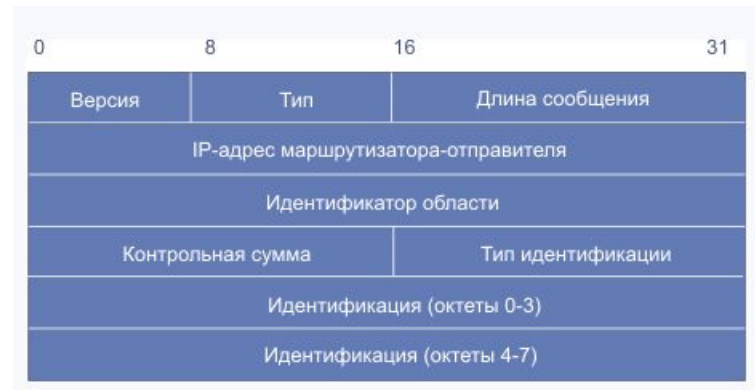 0 8 16 31
Версия Тип Длина сообщения
IP-адрес маршрутизатора-отправителя
Идентификатор области
Контрольная сумма Тип идентификации
Идентификация (октеты 0-3)
Идентификация (октеты 4-7)